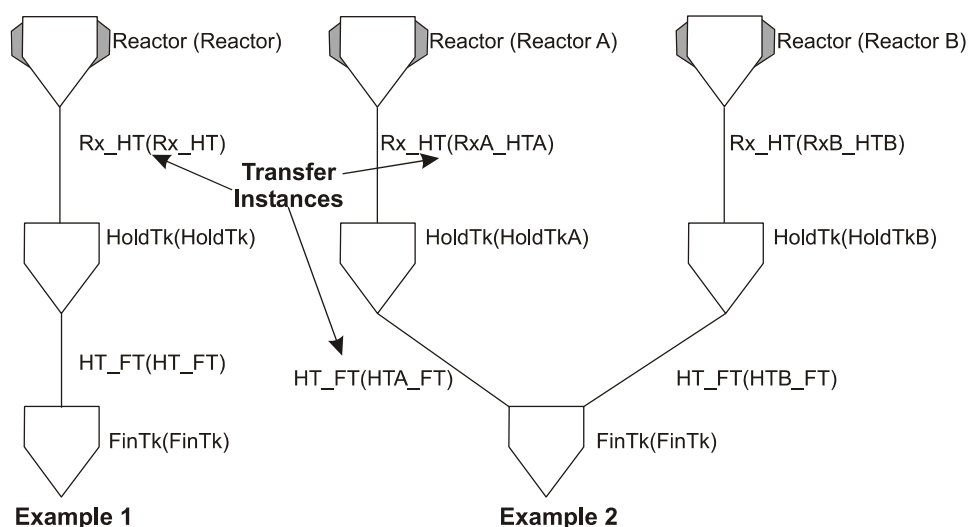 Reactor (Reactor)
Reactor (Reactor A)
Reactor (Reactor B)
Rx_HT(Rx_HT)
Rx_HT(RxA_HTA)
Rx_HT(RxB_HTB)
Transfer
Instances
HoldTk(HoldTk)
HoldTk(HoldTkA)
HoldTk(HoldTkB)
HT_FT(HT_FT)
HT_FT(HTA_FT)
HT_FT(HTB_FT)
FinTk(FinTk)
FinTk(FinTk)
Example 1
Example 2